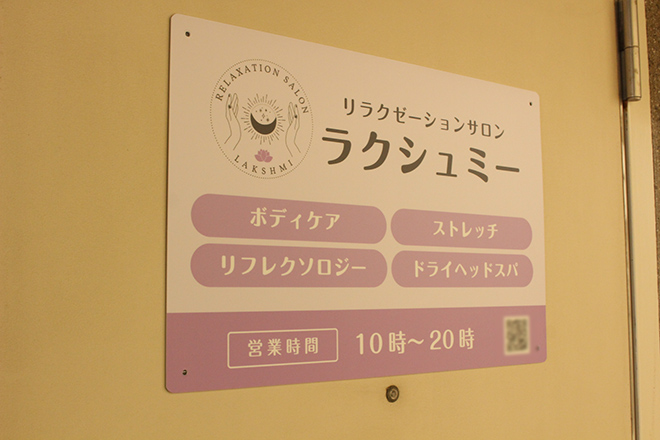 RELAXATION SALON
LAKSHMI
リラクゼーションサロン
ラクシュミー
ボディケア
ストレッチ
リフレクソロジー
ドライヘッドスパ
営業時間
10時〜20時